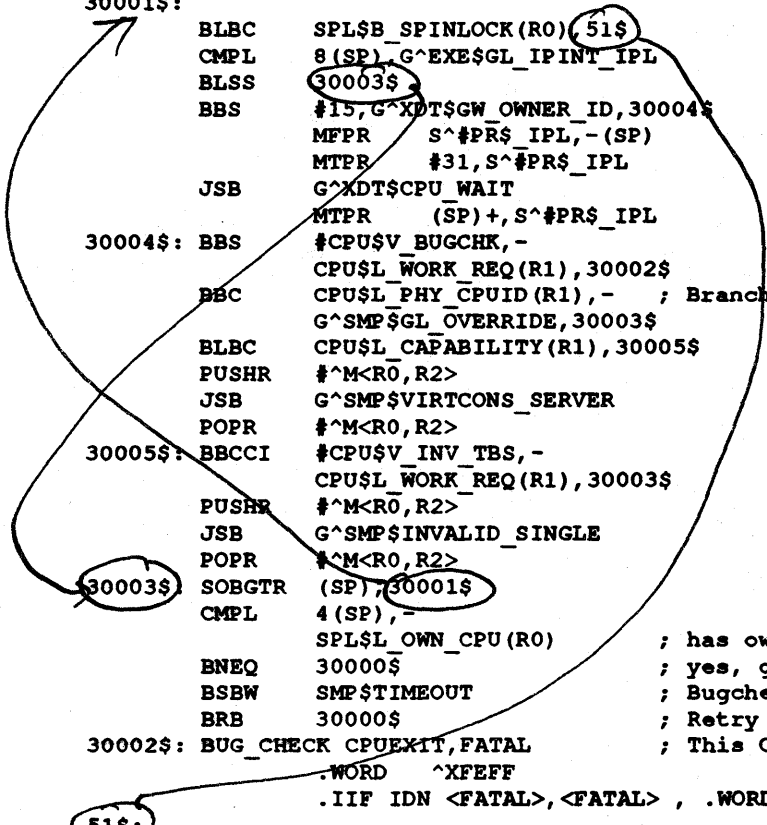 30001$:
BLBC SPL$B_SPINLOCK(R0),51$
CMPL 8(SP),G^EXE$GL_IPINT_IPL
BLSS 30003$
BBS #15,G^XDT$GW_OWNER_ID,30004$
MFPR S^#PR$_IPL,-(SP)
MTPR #31,S^#PR$_IPL
JSB G^XDT$CPU_WAIT
MTPR (SP)+,S^#PR$_IPL
30004$: BBS #CPU$V_BUGCHK,-
CPU$L_WORK_REQ(R1),30002$
BBC CPU$L_PHY_CPUID(R1),- ; Branch
G^SMP$GL_OVERRIDE,30003$
BLBC CPU$L_CAPABILITY(R1),30005$
PUSHR #^M<R0,R2>
JSB G^SMP$VIRTCONS_SERVER
POPR #^M<R0,R2>
30005$: BBCCI #CPU$V_INV_TBS,-
CPU$L_WORK_REQ(R1),30003$
PUSHR #^M<R0,R2>
JSB G^SMP$INVALID_SINGLE
POPR #^M<R0,R2>
30003$: SOBGTR (SP),30001$
CMPL 4(SP),-
SPL$L_OWN_CPU(R0) ; has
BNEQ 30000$ ; yes,
BSBW SMP$TIMEOUT ; Bugche
BRB 30000$ ; Retry
30002$: BUG_CHECK CPUEXIT,FATAL ; This
.WORD ^XFEFF
.IIF IDN <FATAL>,<FATAL> , .WORD
51$: